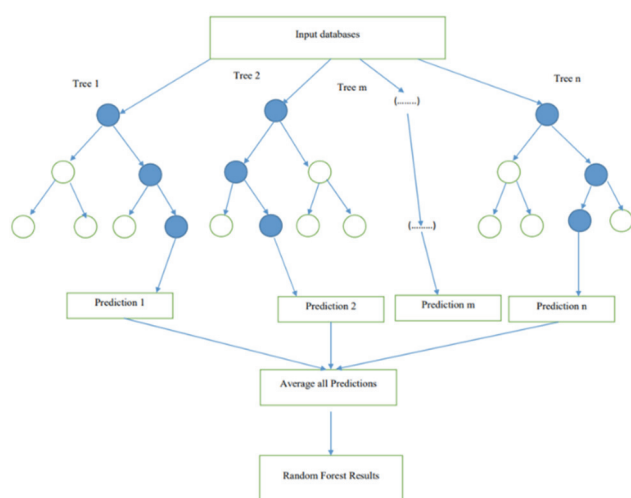 Input databases
Tree 1
Tree 2
Tree m
Tree n
(........)
(.........)
Prediction 1
Prediction 2
Prediction m
Prediction n
Average all Predictions
Random Forest Results